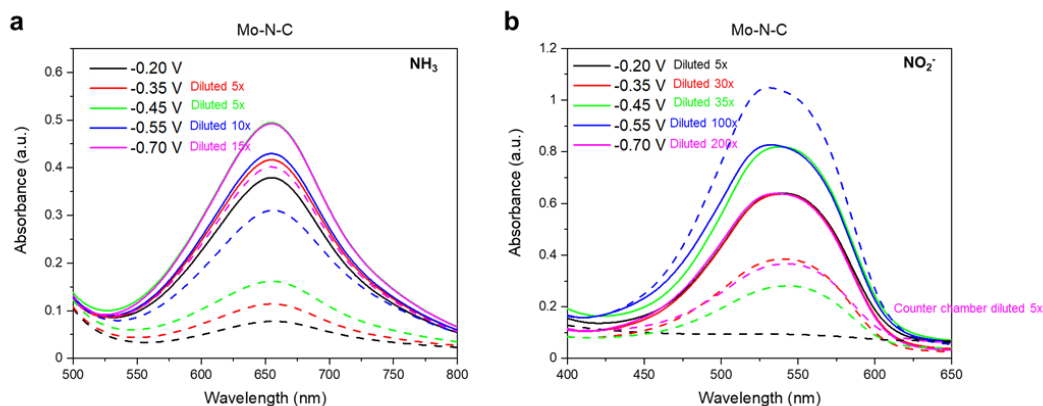 a
Mo-N-C
NH₃
-0.20 V
-0.35 V Diluted 5x
-0.45 V Diluted 5x
-0.55 V Diluted 10x
-0.70 V Diluted 15x
Absorbance (a.u.)
0.6
0.5
0.4
0.3
0.2
0.1
0
500 550 600 650 700 750 800
Wavelength (nm)
b
Mo-N-C
NO₂⁻
-0.20 V Diluted 5x
-0.35 V Diluted 30x
-0.45 V Diluted 35x
-0.55 V Diluted 100x
-0.70 V Diluted 200x
Counter chamber diluted 5x
Absorbance (a.u.)
1.2
1
0.8
0.6
0.4
0.2
0
400 450 500 550 600 650
Wavelength (nm)